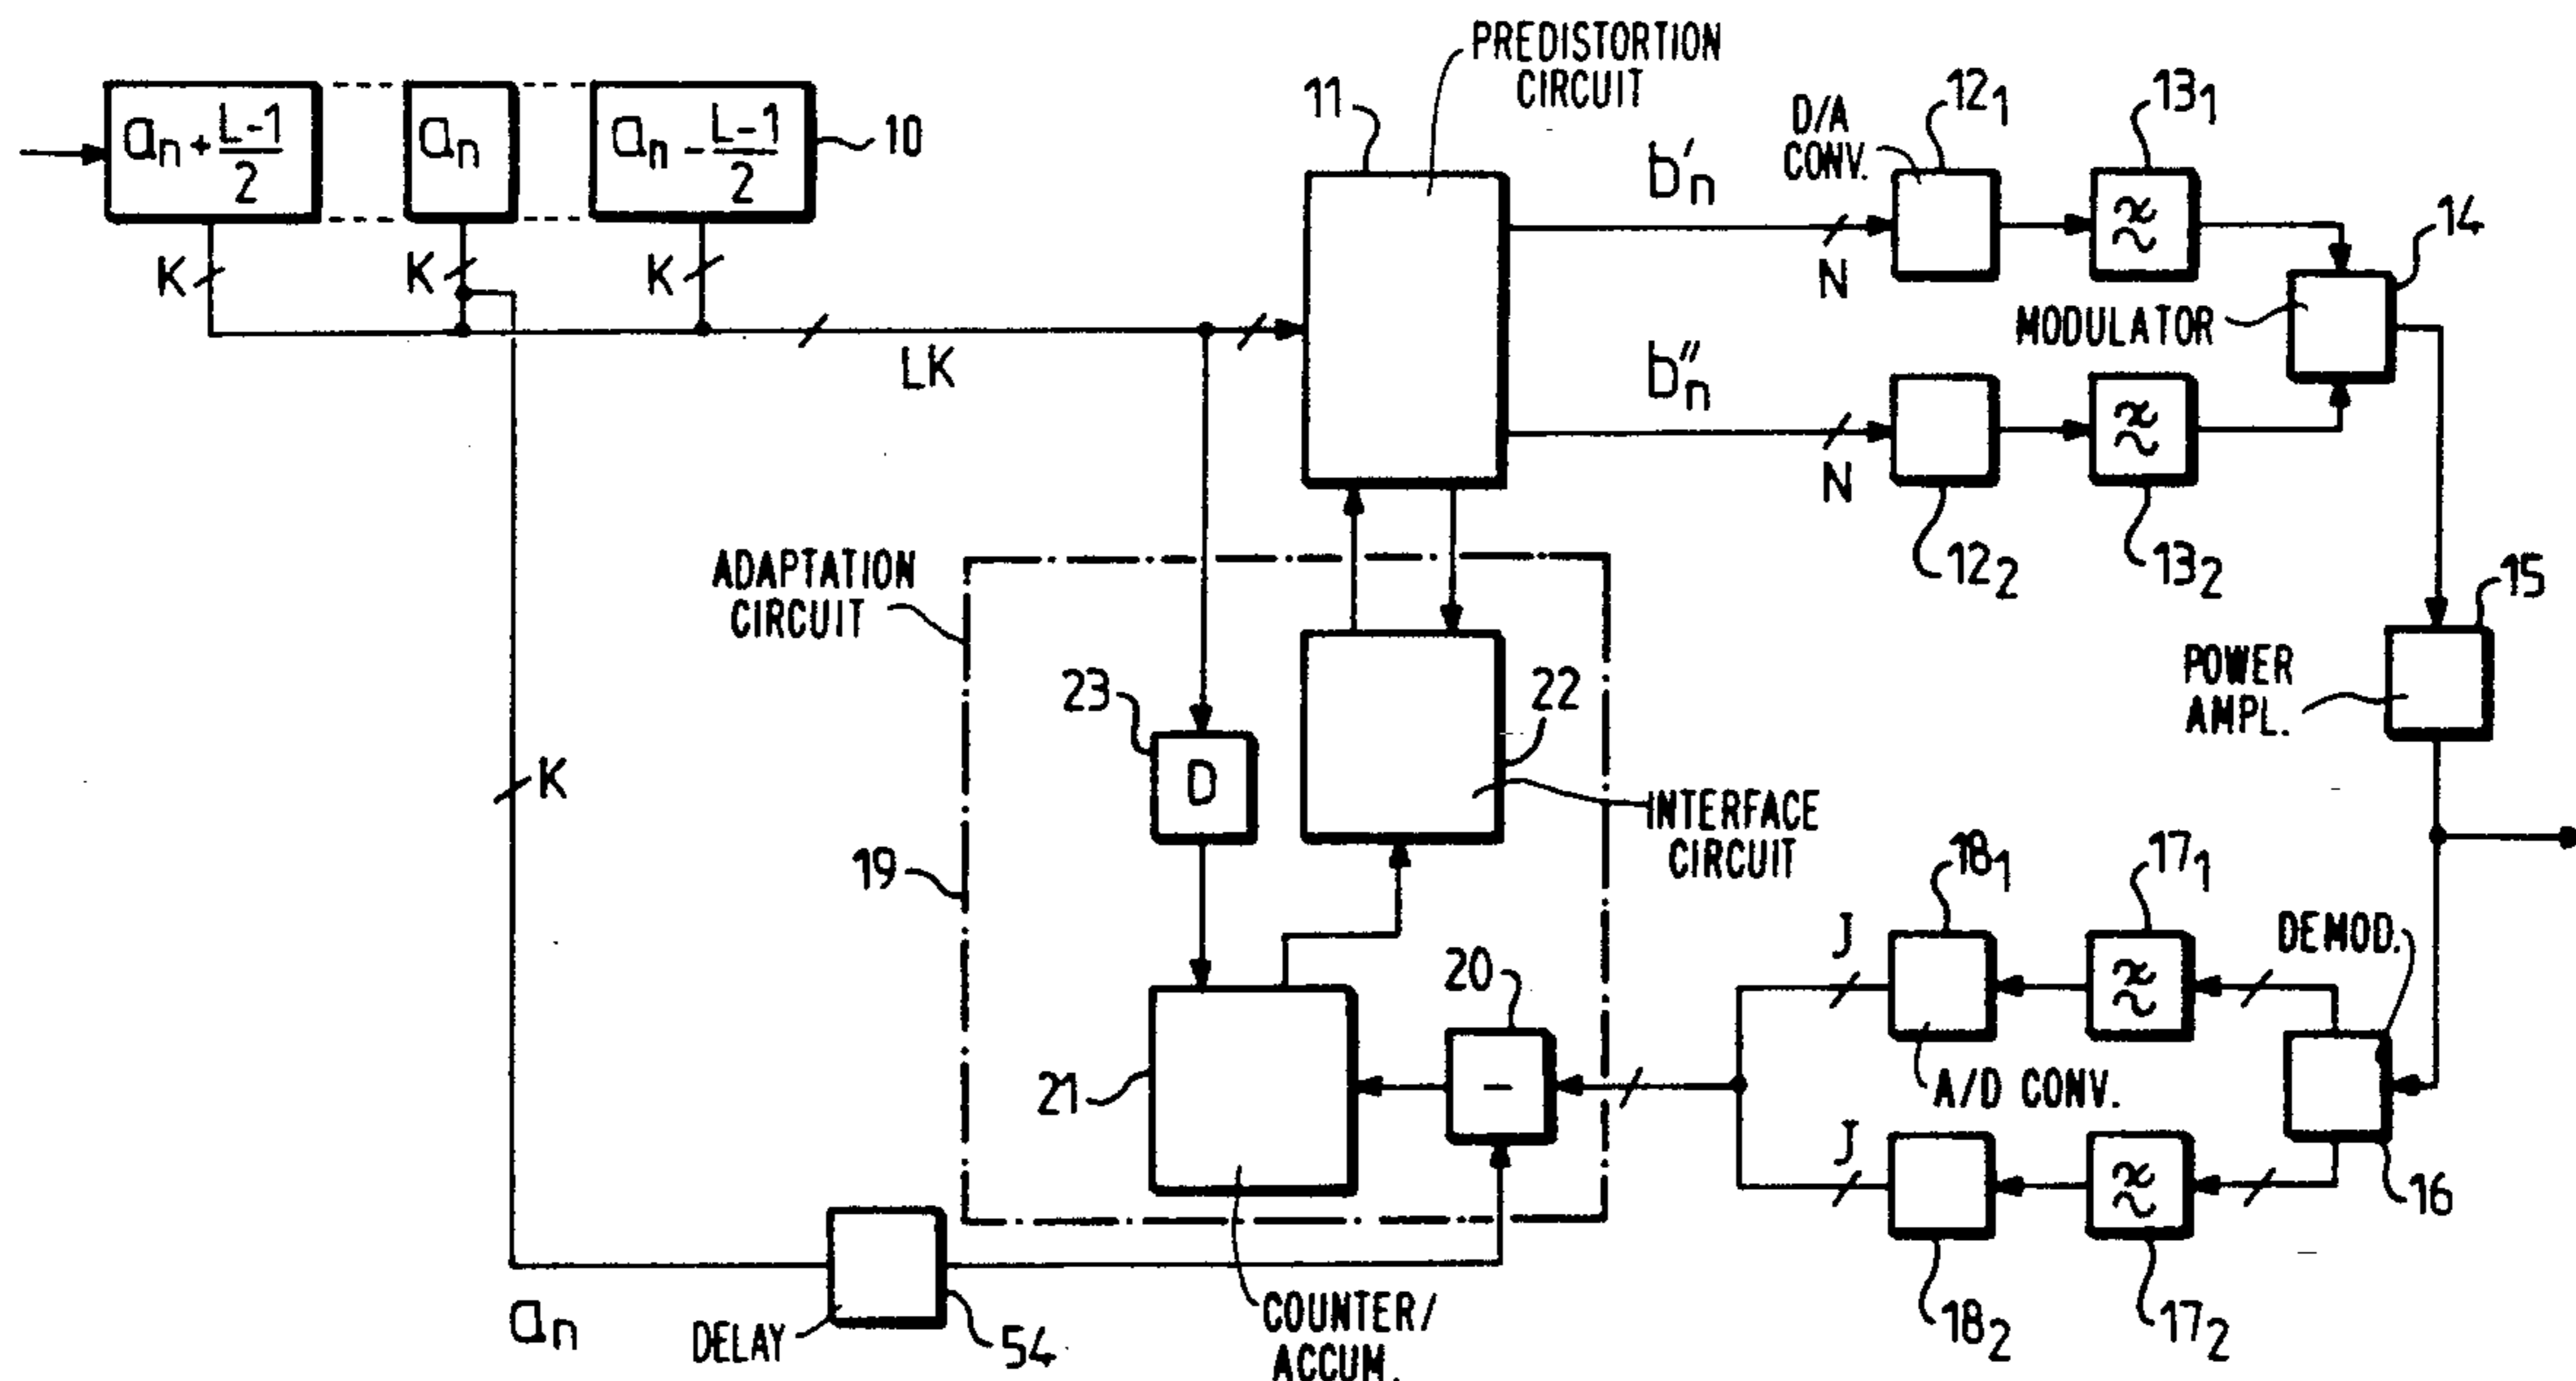 PREDISTORTION
CIRCUIT
11
D/A
CONV.
12₁
13₁
aₙ + L-1/2
aₙ
aₙ - L-1/2
10
b'ₙ
14
K
K
K
N
MODULATOR
LK
b"ₙ
N
12₂
13₂
ADAPTATION
CIRCUIT
15
POWER
AMPL.
23
22
D
K
INTERFACE
CIRCUIT
19
18₁
17₁
J
DEMOD.
20
-
21
A/D CONV.
J
16
aₙ
DELAY
54
COUNTER/
ACCUM.
18₂
17₂